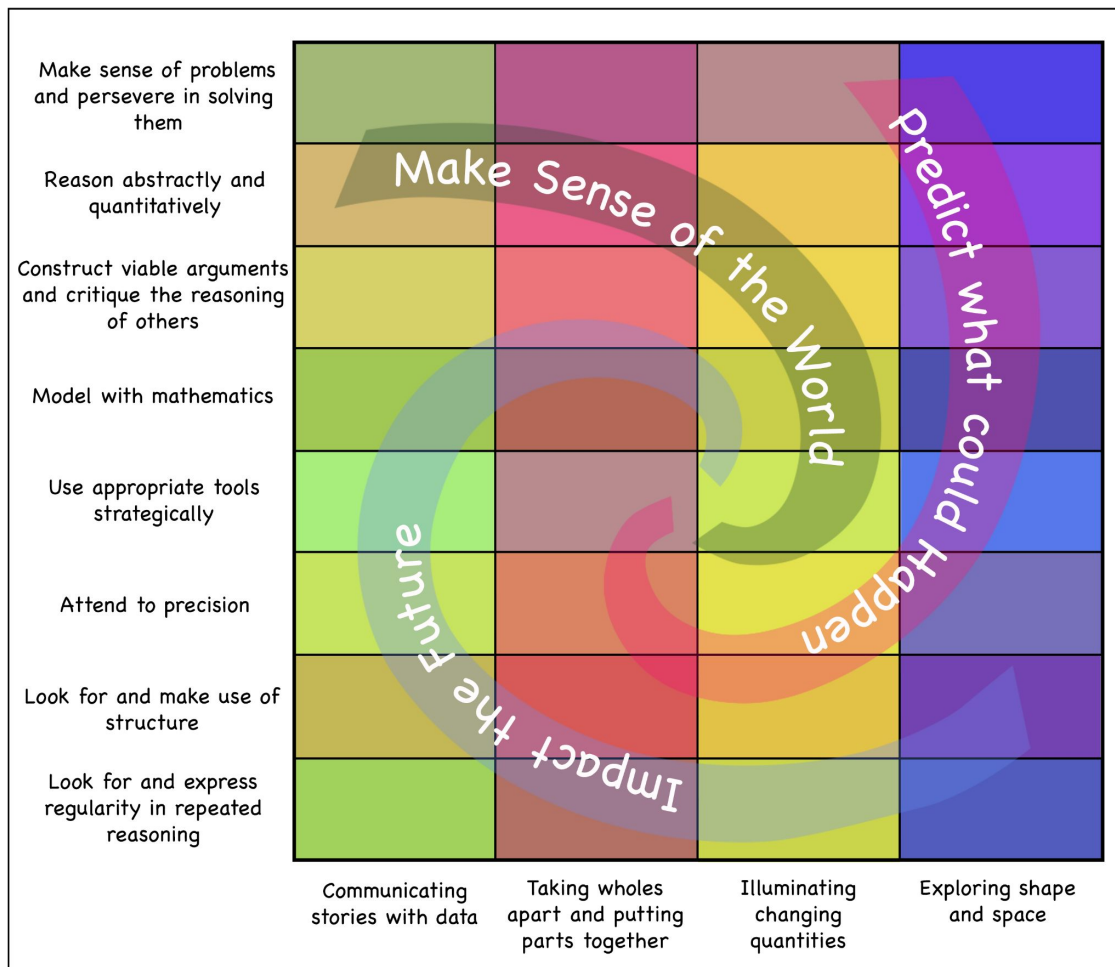 Make sense of problems
and persevere in solving
them
Reason abstractly and
quantitatively
Construct viable arguments
and critique the reasoning
of others
Model with mathematics
Use appropriate tools
strategically
Attend to precision
Look for and make use of
structure
Look for and express
regularity in repeated
reasoning
Make Sense of the World
Predict what could Happen
Impact the Future
Communicating
stories with data
Taking wholes
apart and putting
parts together
Illuminating
changing
quantities
Exploring shape
and space